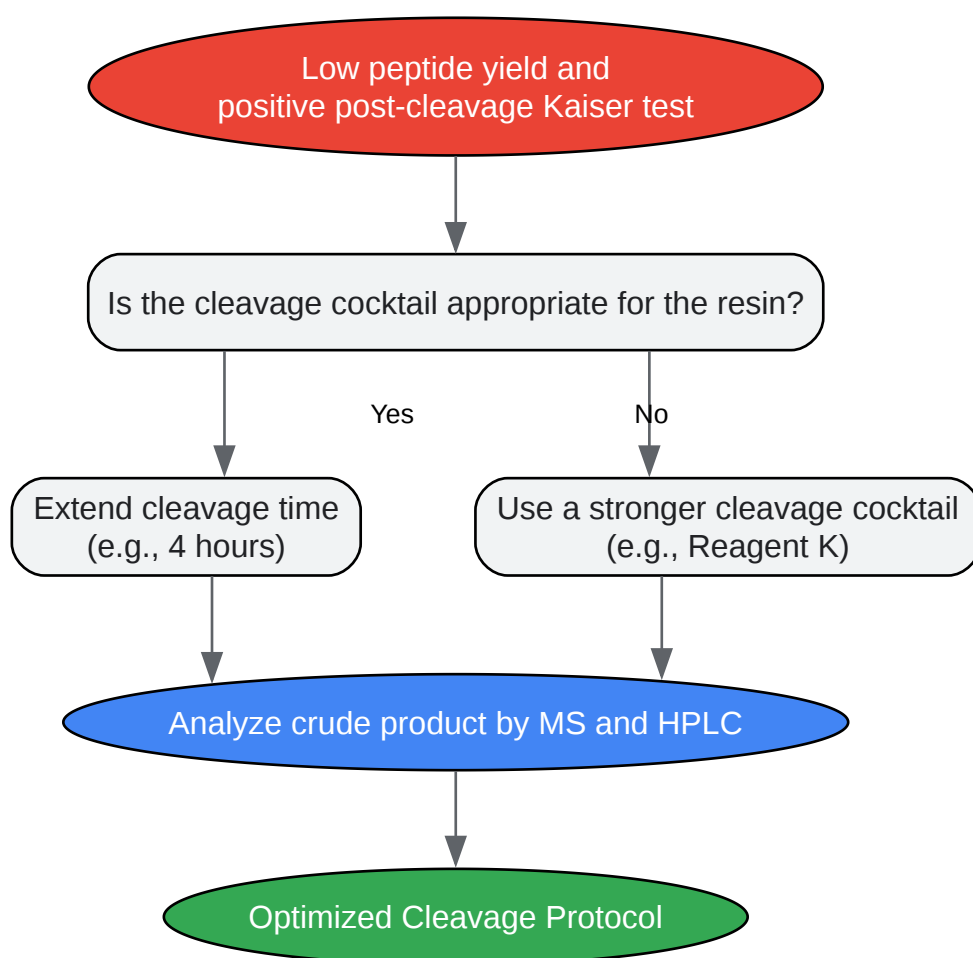 Low peptide yield and
positive post-cleavage Kaiser test
Is the cleavage cocktail appropriate for the resin?
Yes
No
Extend cleavage time
(e.g., 4 hours)
Use a stronger cleavage cocktail
(e.g., Reagent K)
Analyze crude product by MS and HPLC
Optimized Cleavage Protocol